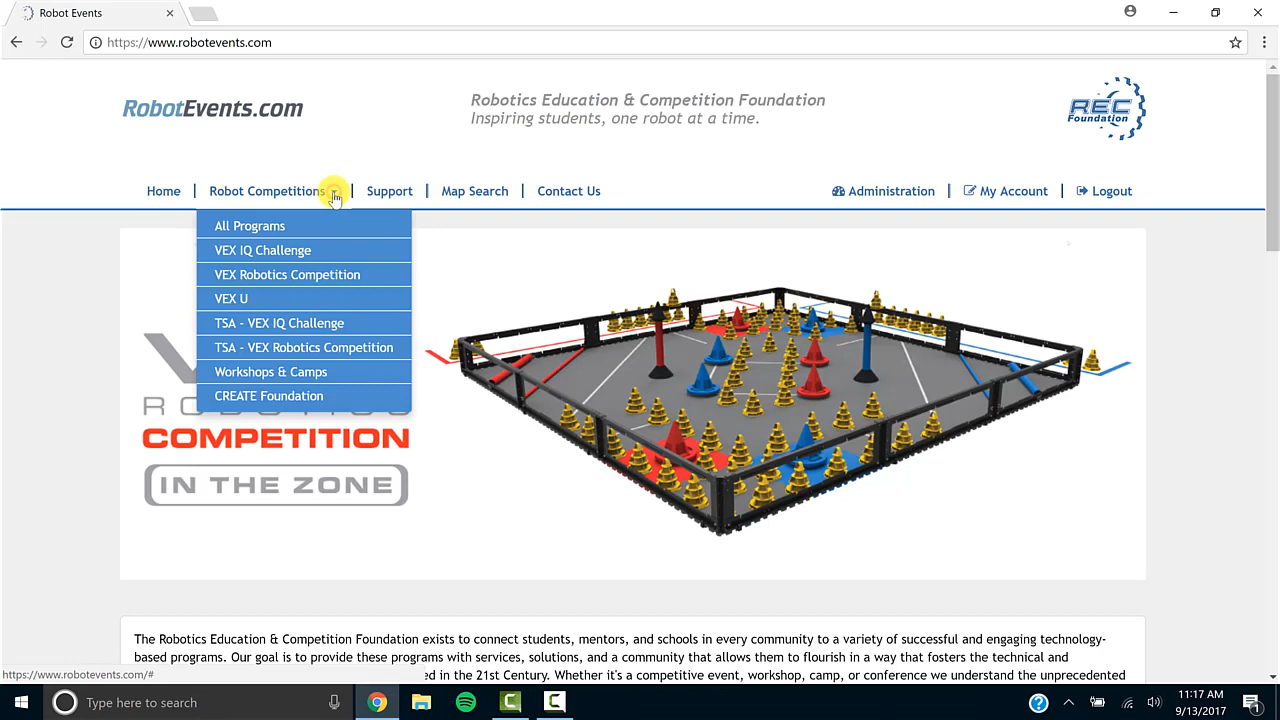 Robot Events
https://www.robotevents.com
RobotEvents.com
Robotics Education & Competition Foundation
Inspiring students, one robot at a time.
REC
Foundation
Home | Robot Competitions | Support | Map Search | Contact Us
Administration | My Account | Logout
All Programs
VEX IQ Challenge
VEX Robotics Competition
VEX U
TSA - VEX IQ Challenge
TSA - VEX Robotics Competition
Workshops & Camps
CREATE Foundation
COMPETITION
IN THE ZONE
The Robotics Education & Competition Foundation exists to connect students, mentors, and schools in every community to a variety of successful and engaging technology-
based programs. Our goal is to provide these programs with services, solutions, and a community that allows them to flourish in a way that fosters the technical and
ed in the 21st Century. Whether it's a competitive event, workshop, camp, or conference we understand the unprecedented
https://www.robotevents.com/#
Type here to search
11:17 AM
9/13/2017
1